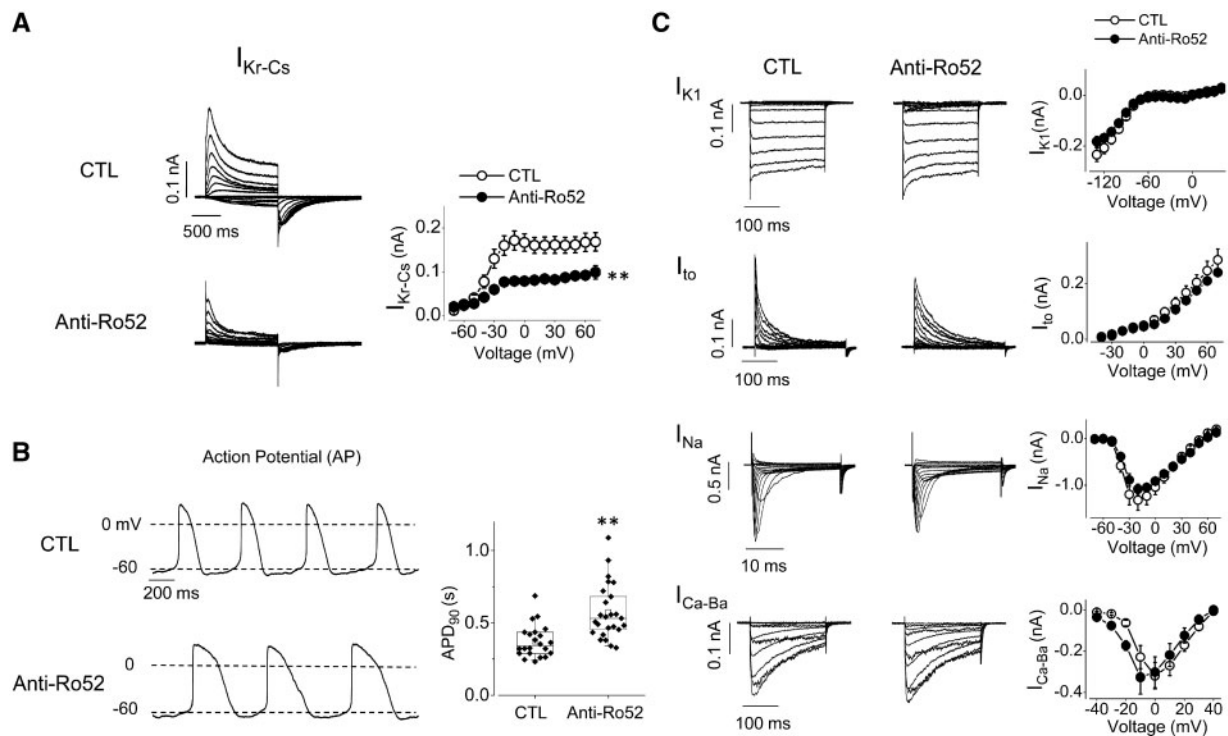 A
I_Kr-Cs
CTL
0.1 nA
500 ms
Anti-Ro52
CTL
Anti-Ro52
I_Kr-Cs (nA)
0.2
0.1
0.0
-60 -30 0 30 60
Voltage (mV)
**
B
Action Potential (AP)
CTL
0 mV
-60
200 ms
Anti-Ro52
0
-60
APD90 (s)
1.0
0.5
0.0
**
CTL Anti-Ro52
C
CTL
Anti-Ro52
CTL Anti-Ro52
I_K1
0.1 nA
100 ms
I_K1 (nA)
0.0
-0.2
-120 -60 0
Voltage (mV)
I_to
0.1 nA
100 ms
I_to (nA)
0.2
0.0
-30 0 30 60
Voltage (mV)
I_Na
0.5 nA
10 ms
I_Na (nA)
0.0
-1.0
-60 -30 0 30 60
Voltage (mV)
I_Ca-Ba
0.1 nA
100 ms
I_Ca-Ba (nA)
0.0
-0.2
-0.4
-40 -20 0 20 40
Voltage (mV)